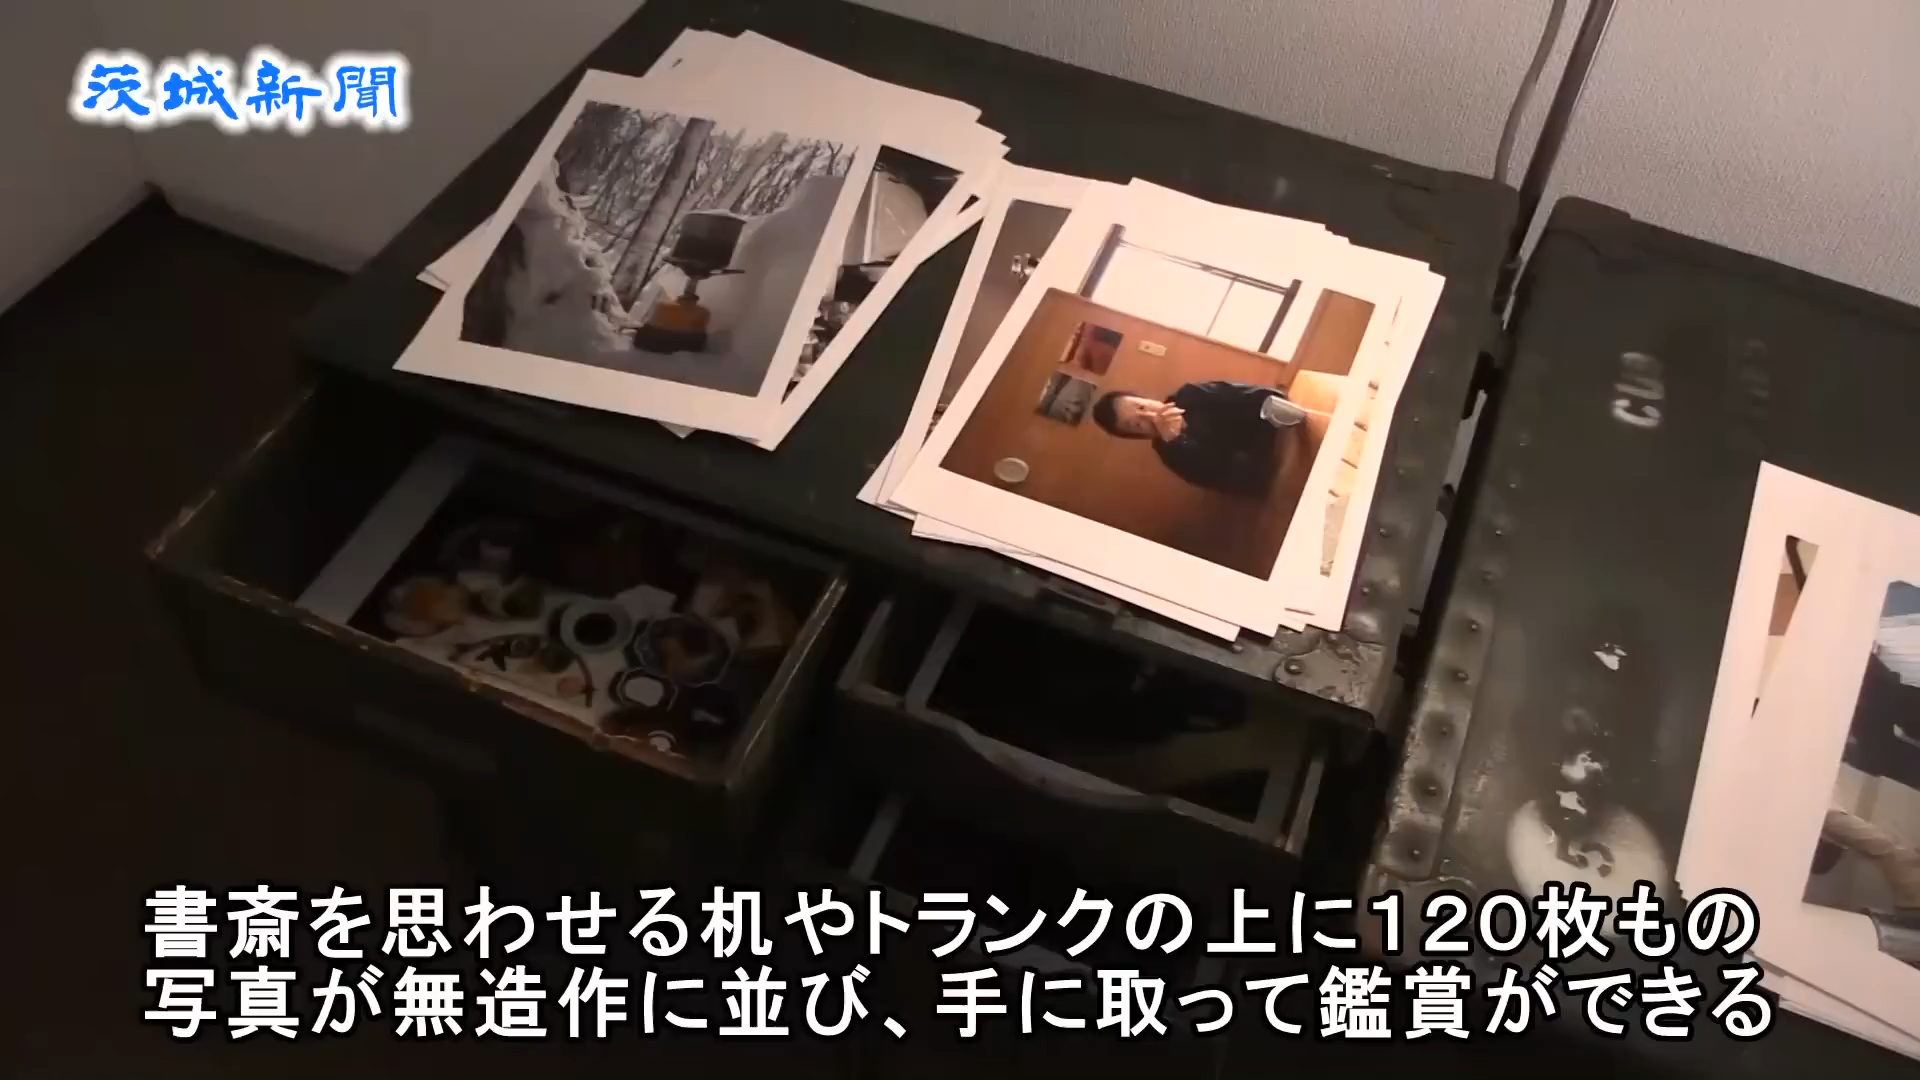 茨城新聞
書斎を思わせる机やトランクの上に120枚もの
写真が無造作に並び、手に取って鑑賞ができる